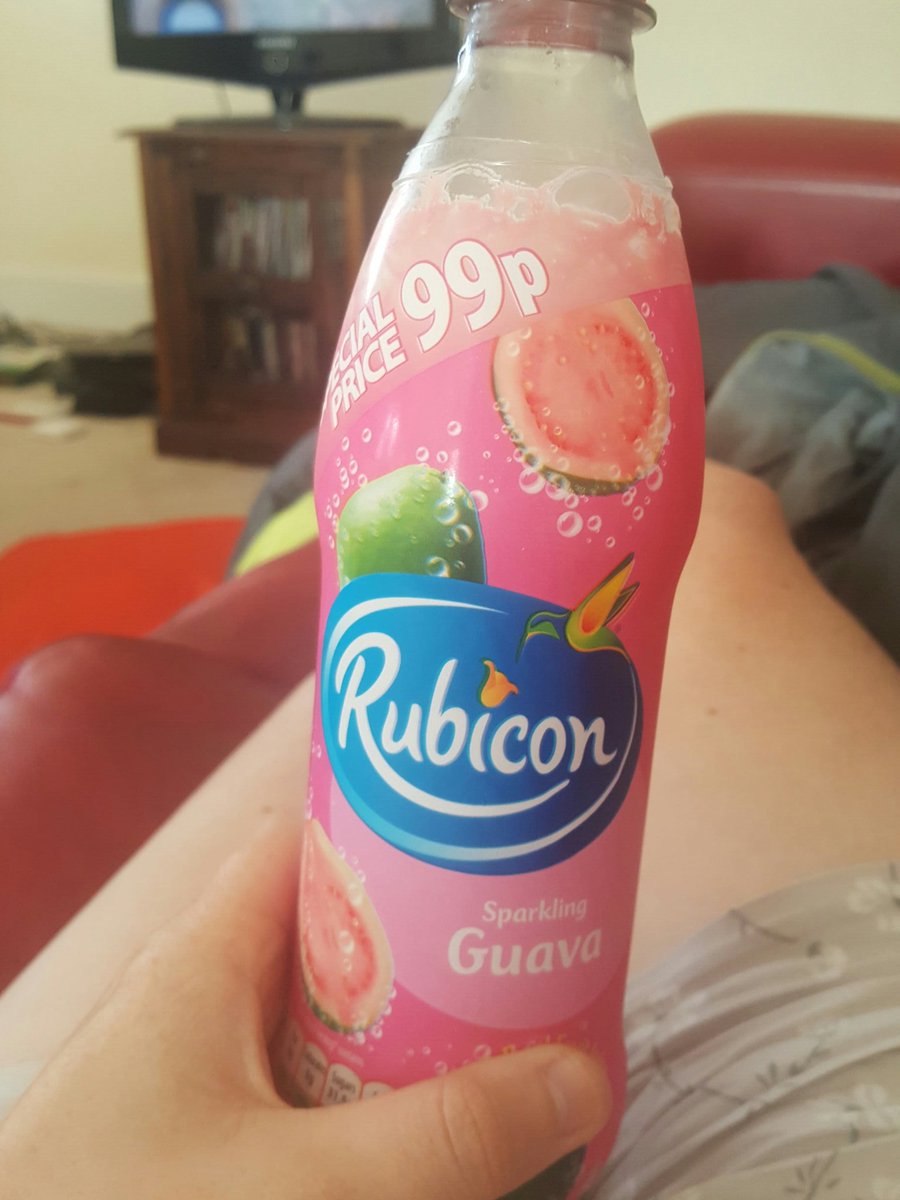 PRICE
99p
Rubicon
Sparkling
Guava